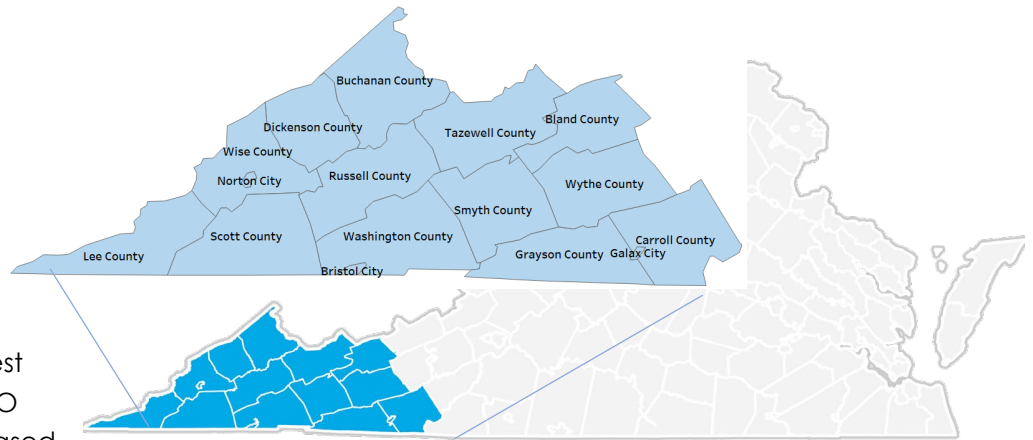 Buchanan County
Bland County
Dickenson County
Tazewell County
Wise County
Norton City
Russell County
Wythe County
Smyth County
Scott County
Washington County
Carroll County
Lee County
Grayson County
Galax City
Bristol City
est
O
ased